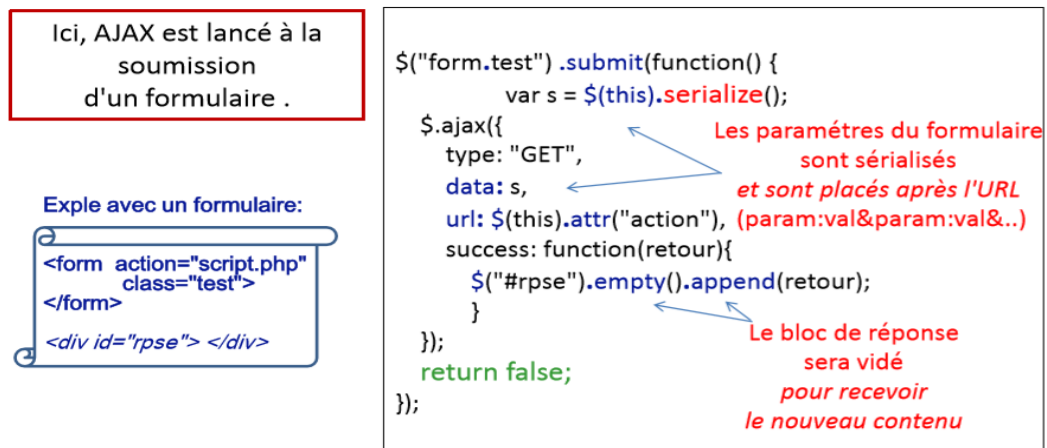 Ici, AJAX est lancé à la
soumission
d'un formulaire .
Exple avec un formulaire:
<form action="script.php"
class="test">
</form>
<div id="rpse"> </div>
$("form.test") .submit(function() {
var s = $(this).serialize();
$.ajax({
type: "GET",
data: s,
url: $(this).attr("action"),
success: function(retour){
$("#rpse").empty().append(retour);
}
});
return false;
});
Les paramétres du formulaire
sont sérialisés
et sont placés après l'URL
(param:val&param:val&..)
Le bloc de réponse
sera vidé
pour recevoir
le nouveau contenu